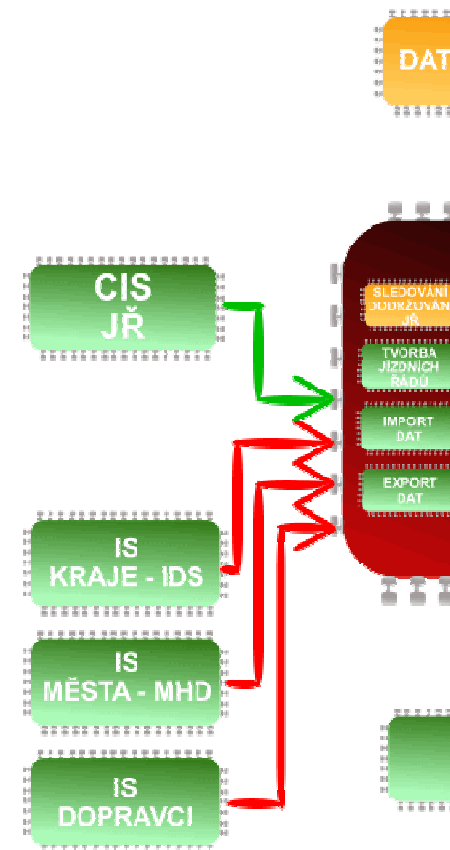 DAT
CIS
JŘ
SLEDOVÁNÍ
DODRŽOVÁN
JŘ
TVORBA
JÍZDNÍCH
ŘÁDŮ
IMPORT
DAT
EXPORT
DAT
IS
KRAJE - IDS
IS
MĚSTA - MHD
IS
DOPRAVCI